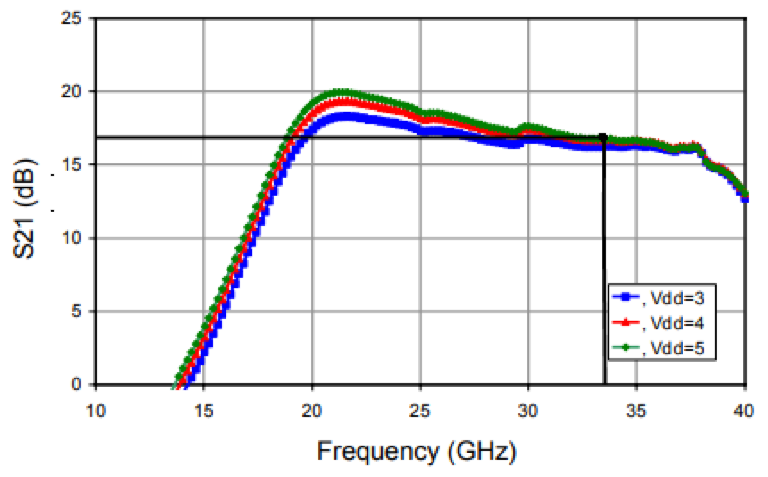 25
20
15
10
5
0
S21 (dB)
10 15 20 25 30 35 40
Frequency (GHz)
, Vdd=3
, Vdd=4
, Vdd=5